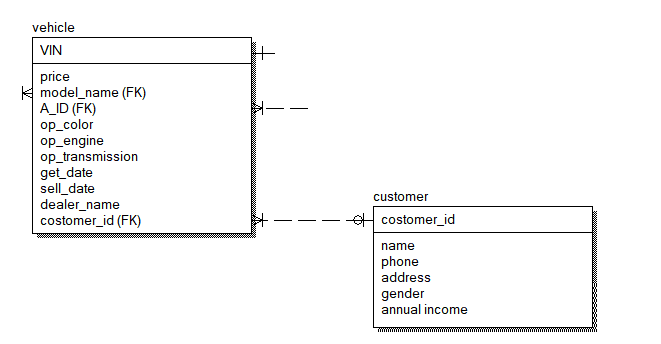 vehicle
VIN
price
model_name (FK)
A_ID (FK)
op_color
op_engine
op_transmission
get_date
sell_date
dealer_name
costomer_id (FK)
customer
costomer_id
name
phone
address
gender
annual income